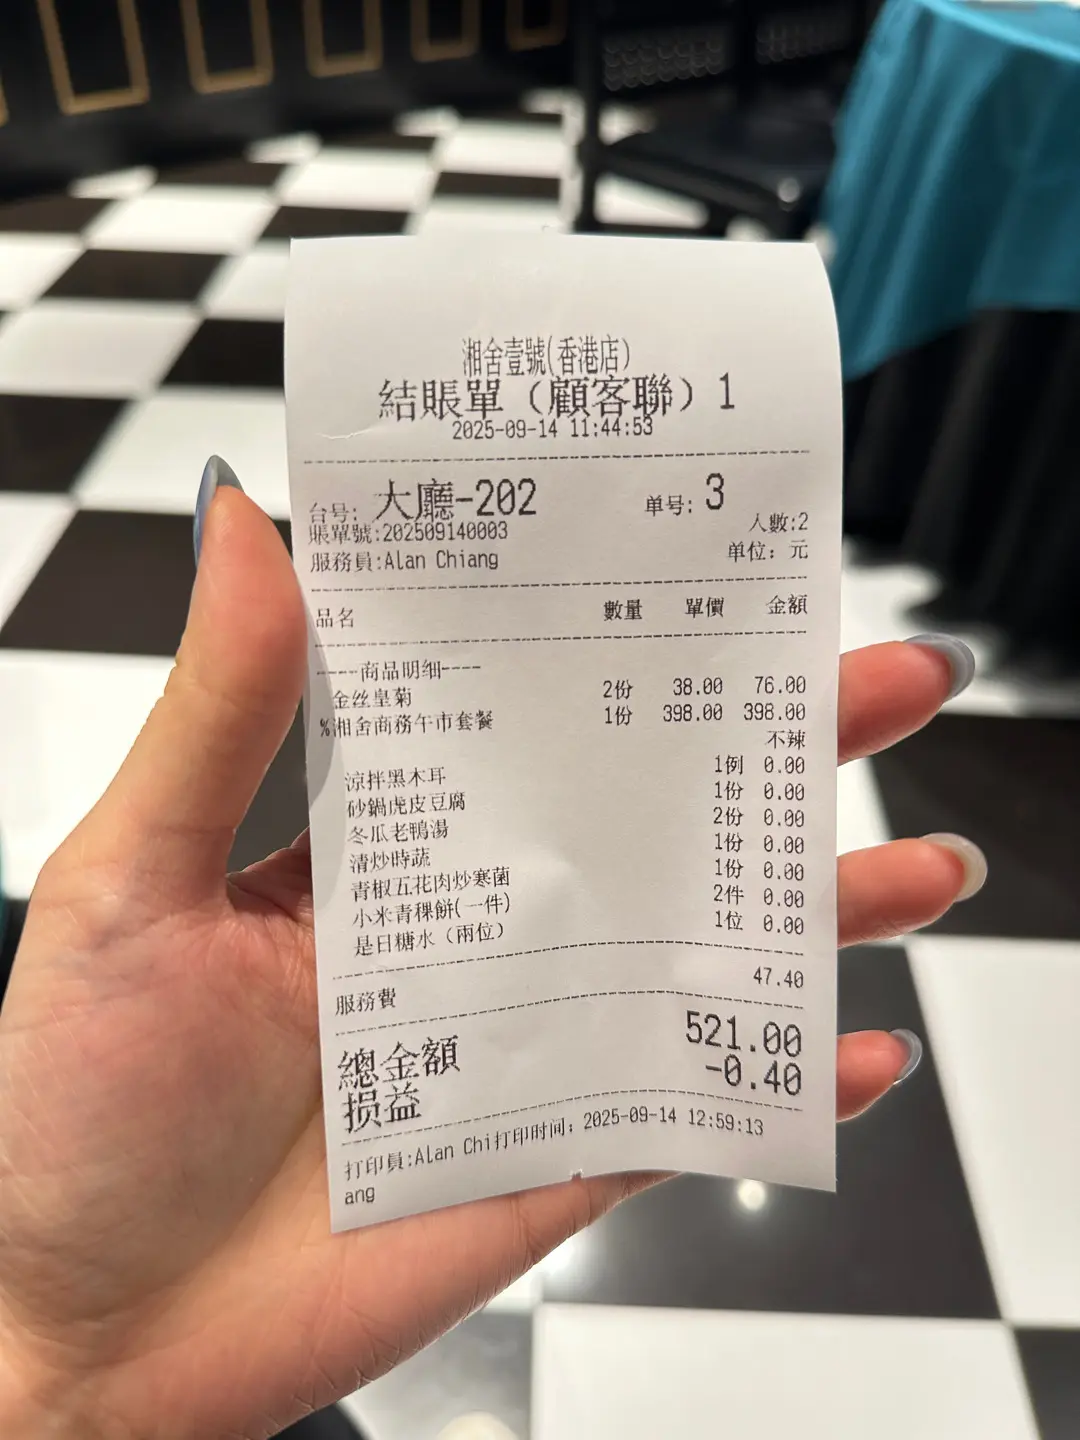 湘舍壹號(香港店)
結賬單（顧客聯）1
2025-09-14 11:44:53
台号: 大廳-202 单号: 3
賬單號:202509140003 人數:2
服務員:Alan Chiang 单位: 元
品名 數量 單價 金額
----商品明细----
金丝皇菊 2份 38.00 76.00
%湘舍商務午市套餐 1份 398.00 398.00
不辣
涼拌黑木耳 1例 0.00
砂鍋虎皮豆腐 1份 0.00
冬瓜老鴨湯 2份 0.00
清炒時蔬 1份 0.00
青椒五花肉炒寒菌 1份 0.00
小米青稞餅(一件) 2件 0.00
是日糖水（兩位） 1位 0.00
服務費 47.40
總金額 521.00
损益 -0.40
打印員:Alan Chi打印时间: 2025-09-14 12:59:13
ang